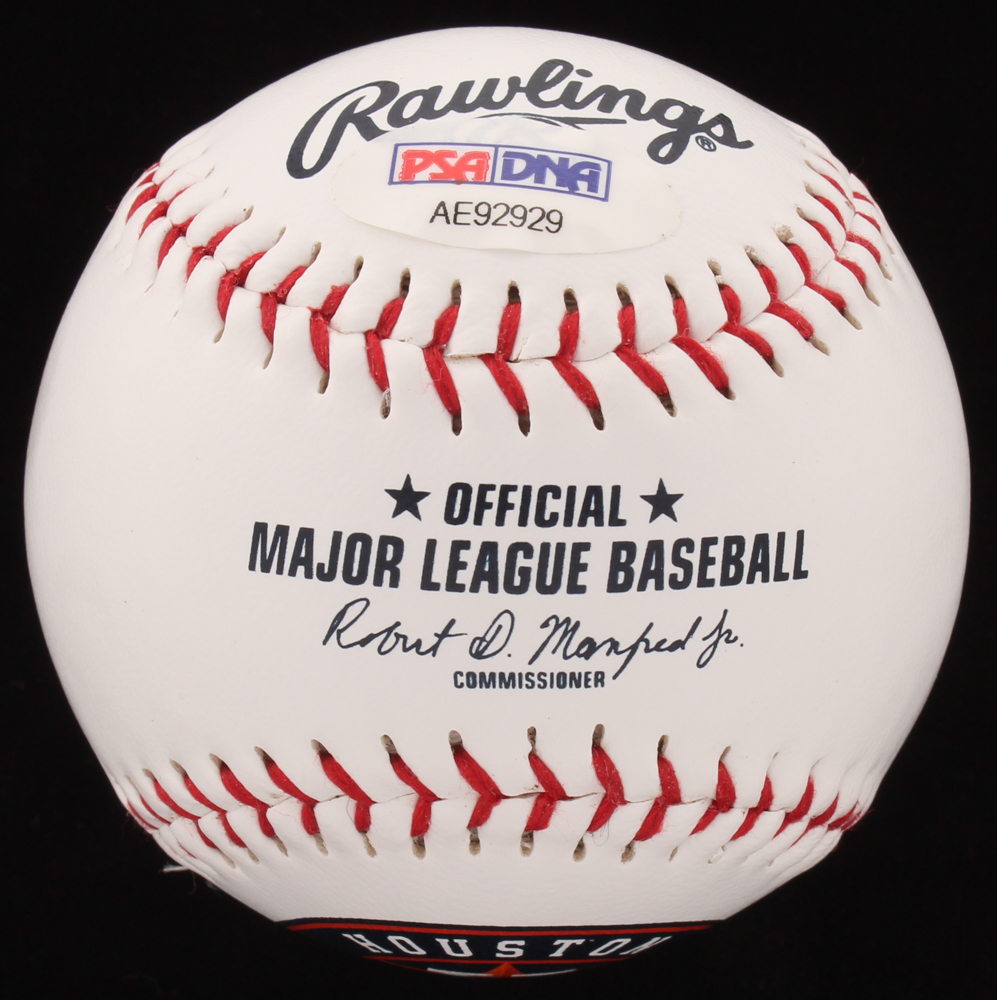 Rawlings®
PSA DNA
AE92929
★ OFFICIAL ★
MAJOR LEAGUE BASEBALL
Robert D. Manfred Jr.
COMMISSIONER
HOUSTON